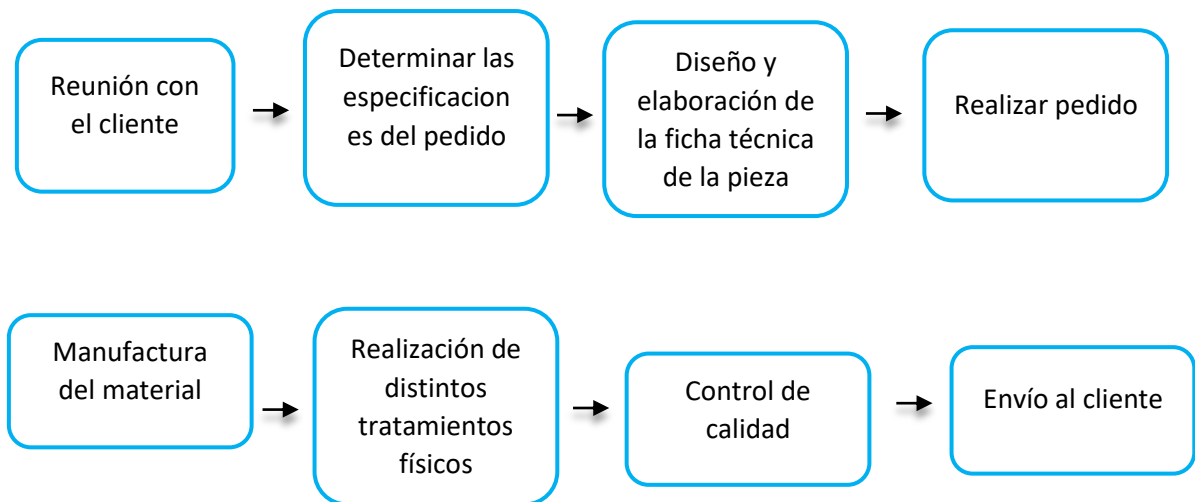 Reunión con
el cliente
Determinar las
especificacion
es del pedido
Diseño y
elaboración de
la ficha técnica
de la pieza
Realizar pedido
Manufactura
del material
Realización de
distintos
tratamientos
físicos
Control de
calidad
Envío al cliente